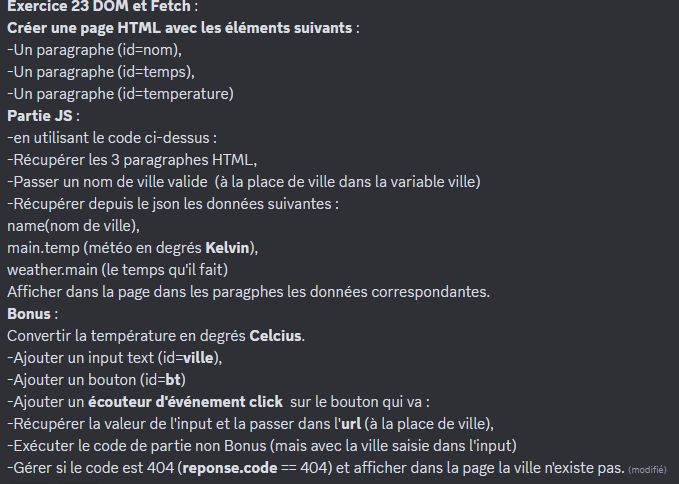 Exercice 23 DOM et Fetch :
Créer une page HTML avec les éléments suivants :
-Un paragraphe (id=nom),
-Un paragraphe (id=temps),
-Un paragraphe (id=temperature)
Partie JS :
-en utilisant le code ci-dessus :
-Récupérer les 3 paragraphes HTML,
-Passer un nom de ville valide  (à la place de ville dans la variable ville)
-Récupérer depuis le json les données suivantes :
name(nom de ville),
main.temp (météo en degrés Kelvin),
weather.main (le temps qu'il fait)
Afficher dans la page dans les paragphes les données correspondantes.
Bonus :
Convertir la température en degrés Celcius.
-Ajouter un input text (id=ville),
-Ajouter un bouton (id=bt)
-Ajouter un écouteur d'événement click  sur le bouton qui va :
-Récupérer la valeur de l'input et la passer dans l'url (à la place de ville),
-Exécuter le code de partie non Bonus (mais avec la ville saisie dans l'input)
-Gérer si le code est 404 (reponse.code == 404) et afficher dans la page la ville n'existe pas. (modifié)